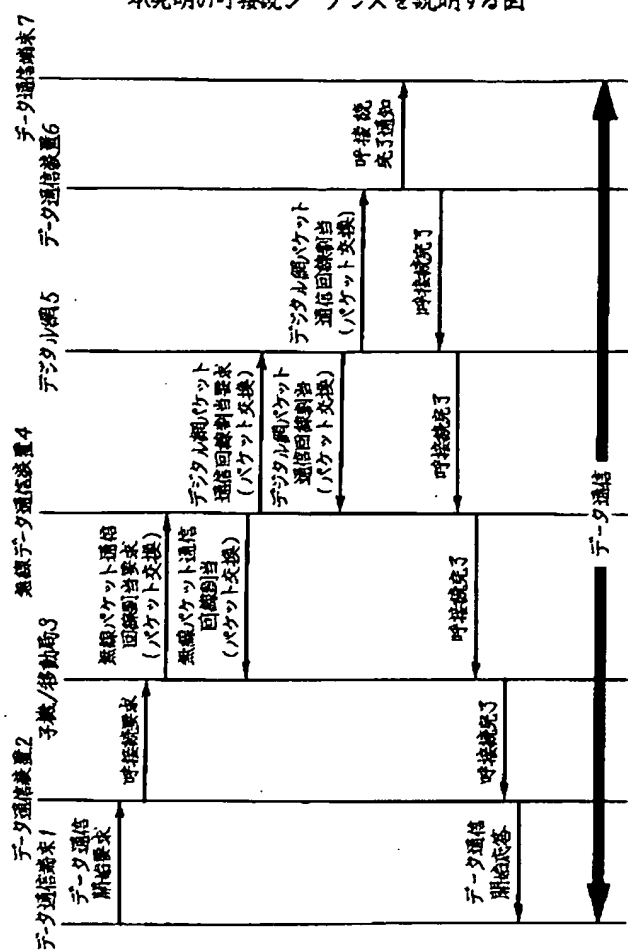 本発明の呼接続シーケンスを説明する図
データ通信端末1
データ通信装置2
子機/移動局3
無線データ通信装置4
デジタル網5
データ通信装置6
データ通信端末7
データ通信
開始要求
呼接続要求
無線パケット通信
回線割当要求
(パケット交換)
無線パケット通信
回線割当
(パケット交換)
デジタル網パケット
通信回線割当要求
(パケット交換)
デジタル網パケット
通信回線割当
(パケット交換)
デジタル網パケット
通信回線割当
(パケット交換)
呼接続
完了通知
呼接続完了
呼接続完了
呼接続完了
呼接続完了
データ通信
開始応答
データ通信